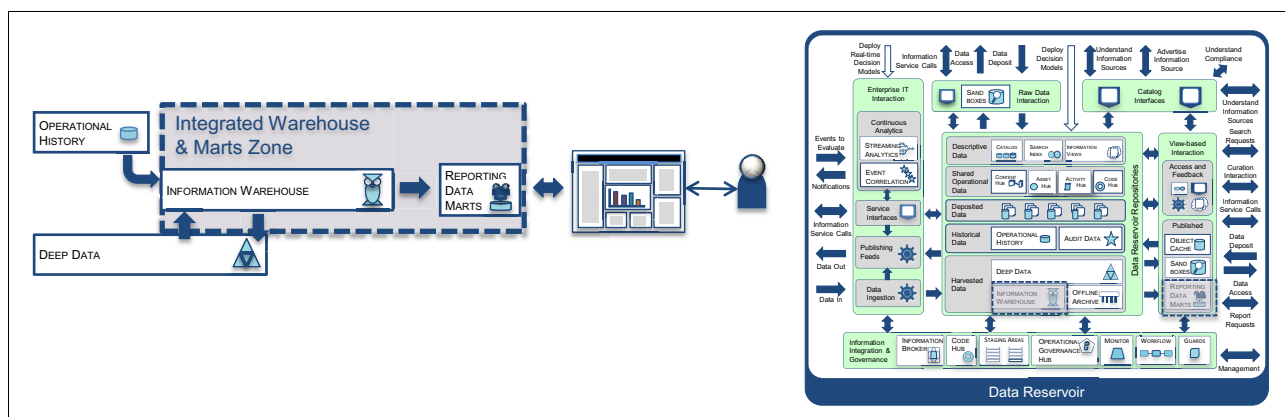 OPERATIONAL
HISTORY
Integrated Warehouse
& Marts Zone
INFORMATION WAREHOUSE
REPORTING
DATA
MARTS
DEEP DATA
Deploy
Real-time
Decision
Models
Information
Service Calls
Data
Access
Data
Deposit
Deploy
Decision
Models
Understand
Information
Sources
Advertise
Information
Source
Understand
Compliance
Enterprise IT
Interaction
SAND
BOXES
Raw Data
Interaction
Catalog
Interfaces
Understand
Information
Sources
Continuous
Analytics
STREAMING
ANALYTICS
EVENT
CORRELATION
Events to
Evaluate
Notifications
Descriptive
Data
CATALOG
SEARCH
INDEX
INFORMATION
VIEWS
Shared
Operational
Data
CONTENT
HUB
ASSET
HUB
ACTIVITY
HUB
CODE
HUB
View-based
Interaction
Access and
Feedback
Search
Requests
Curation
Interaction
Service
Interfaces
Information
Service Calls
Deposited Data
Data Reservoir Repositories
Information
Service Calls
Published
Publishing
Feeds
Data Out
Historical
Data
OPERATIONAL
HISTORY
AUDIT DATA
OBJECT
CACHE
Data
Deposit
SAND
BOXES
Data
Ingestion
Data In
Harvested
Data
DEEP DATA
INFORMATION
WAREHOUSE
OFFLINE
ARCHIVE
REPORTING
DATA
MARTS
Data
Access
Report
Requests
Information
Integration &
Governance
INFORMATION
BROKER
CODE
HUB
STAGING AREAS
OPERATIONAL
GOVERNANCE
HUB
MONITOR
WORKFLOW
GUARDS
Management
Data Reservoir